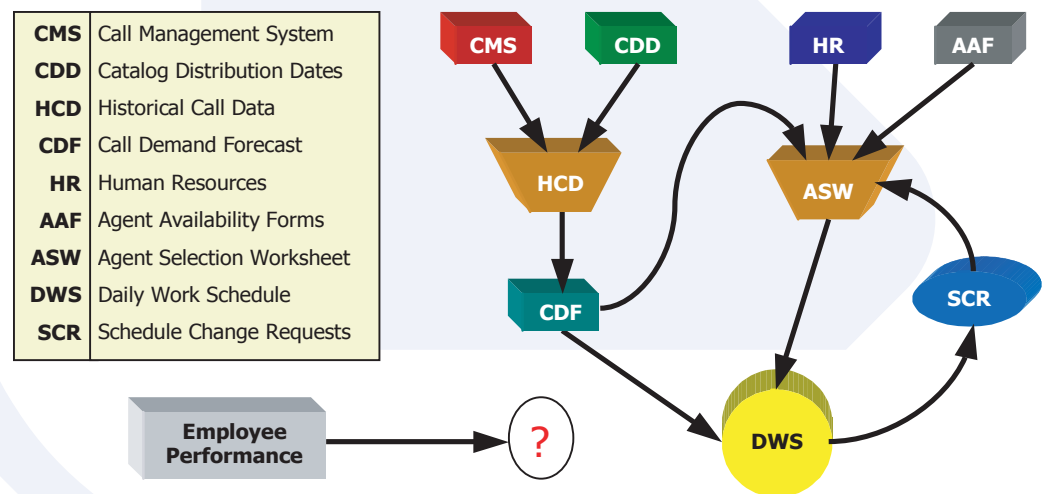 CMS Call Management System
CDD Catalog Distribution Dates
HCD Historical Call Data
CDF Call Demand Forecast
HR Human Resources
AAF Agent Availability Forms
ASW Agent Selection Worksheet
DWS Daily Work Schedule
SCR Schedule Change Requests
CMS
CDD
HR
AAF
HCD
ASW
CDF
SCR
Employee
Performance
?
DWS